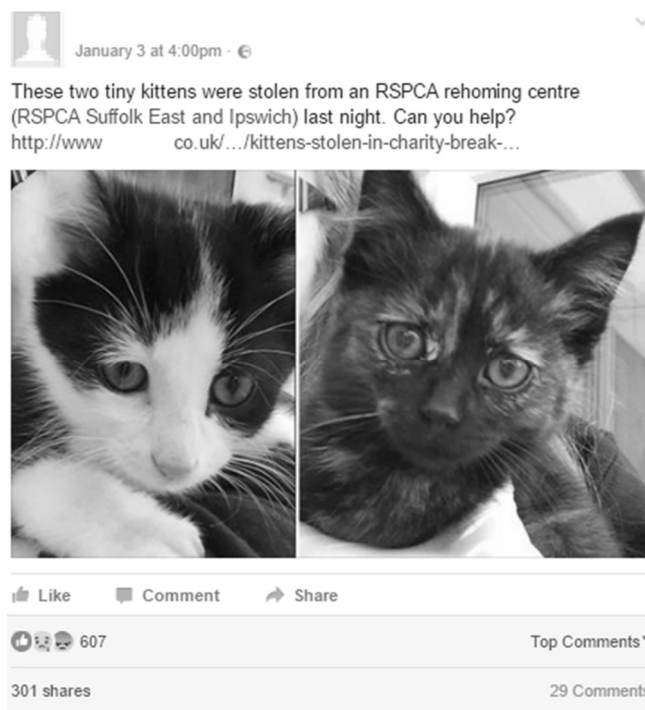 January 3 at 4:00pm ·
These two tiny kittens were stolen from an RSPCA rehoming centre
(RSPCA Suffolk East and Ipswich) last night. Can you help?
http://www co.uk/.../kittens-stolen-in-charity-break-...
Like Comment Share
607 Top Comments
301 shares 29 Comments